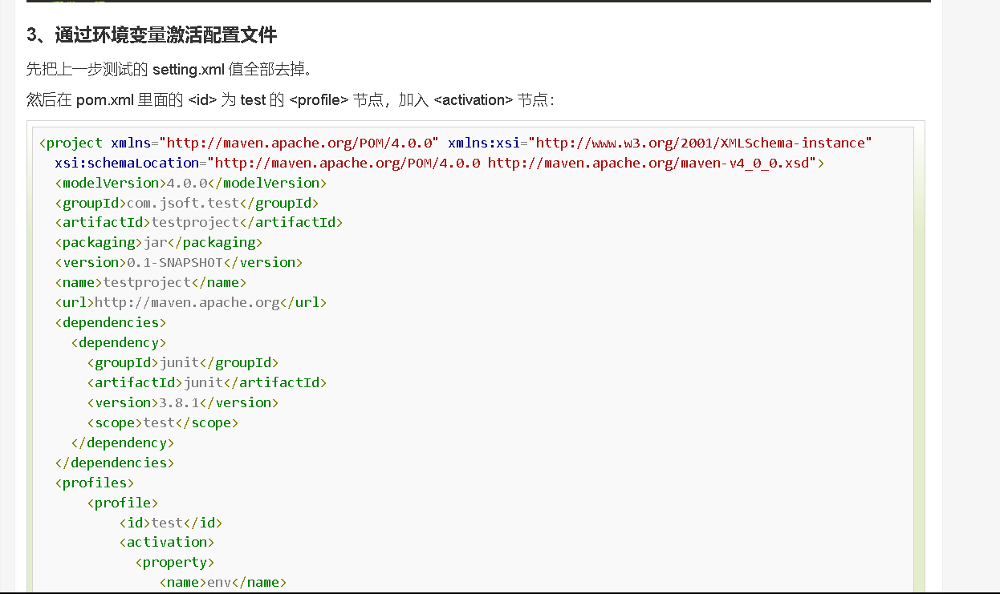 3、通过环境变量激活配置文件
先把上一步测试的 setting.xml 值全部去掉。
然后在 pom.xml 里面的 <id> 为 test 的 <profile> 节点，加入 <activation> 节点：
<project xmlns="http://maven.apache.org/POM/4.0.0" xmlns:xsi="http://www.w3.org/2001/XMLSchema-instance"
  xsi:schemaLocation="http://maven.apache.org/POM/4.0.0 http://maven.apache.org/maven-v4_0_0.xsd">
  <modelVersion>4.0.0</modelVersion>
  <groupId>com.jsoft.test</groupId>
  <artifactId>testproject</artifactId>
  <packaging>jar</packaging>
  <version>0.1-SNAPSHOT</version>
  <name>testproject</name>
  <url>http://maven.apache.org</url>
  <dependencies>
    <dependency>
      <groupId>junit</groupId>
      <artifactId>junit</artifactId>
      <version>3.8.1</version>
      <scope>test</scope>
    </dependency>
  </dependencies>
  <profiles>
      <profile>
          <id>test</id>
          <activation>
            <property>
               <name>env</name>